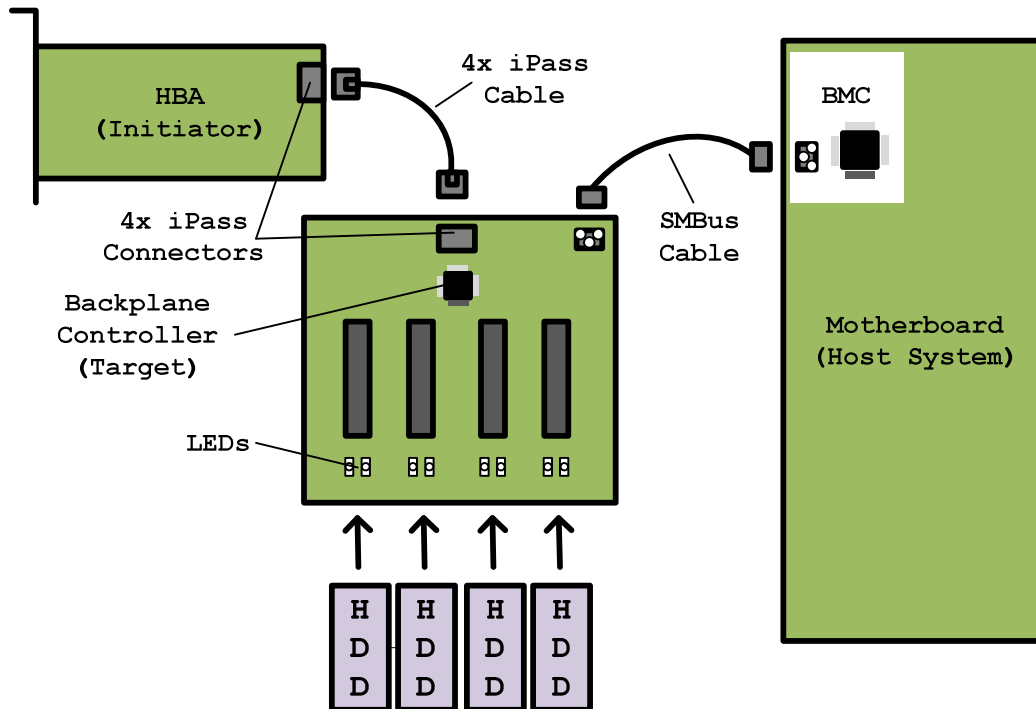 HBA
(Initiator)
4x iPass
Cable
BMC
4x iPass
Connectors
SMBus
Cable
Backplane
Controller
(Target)
Motherboard
(Host System)
LEDs
H
D
D
H
D
D
H
D
D
H
D
D